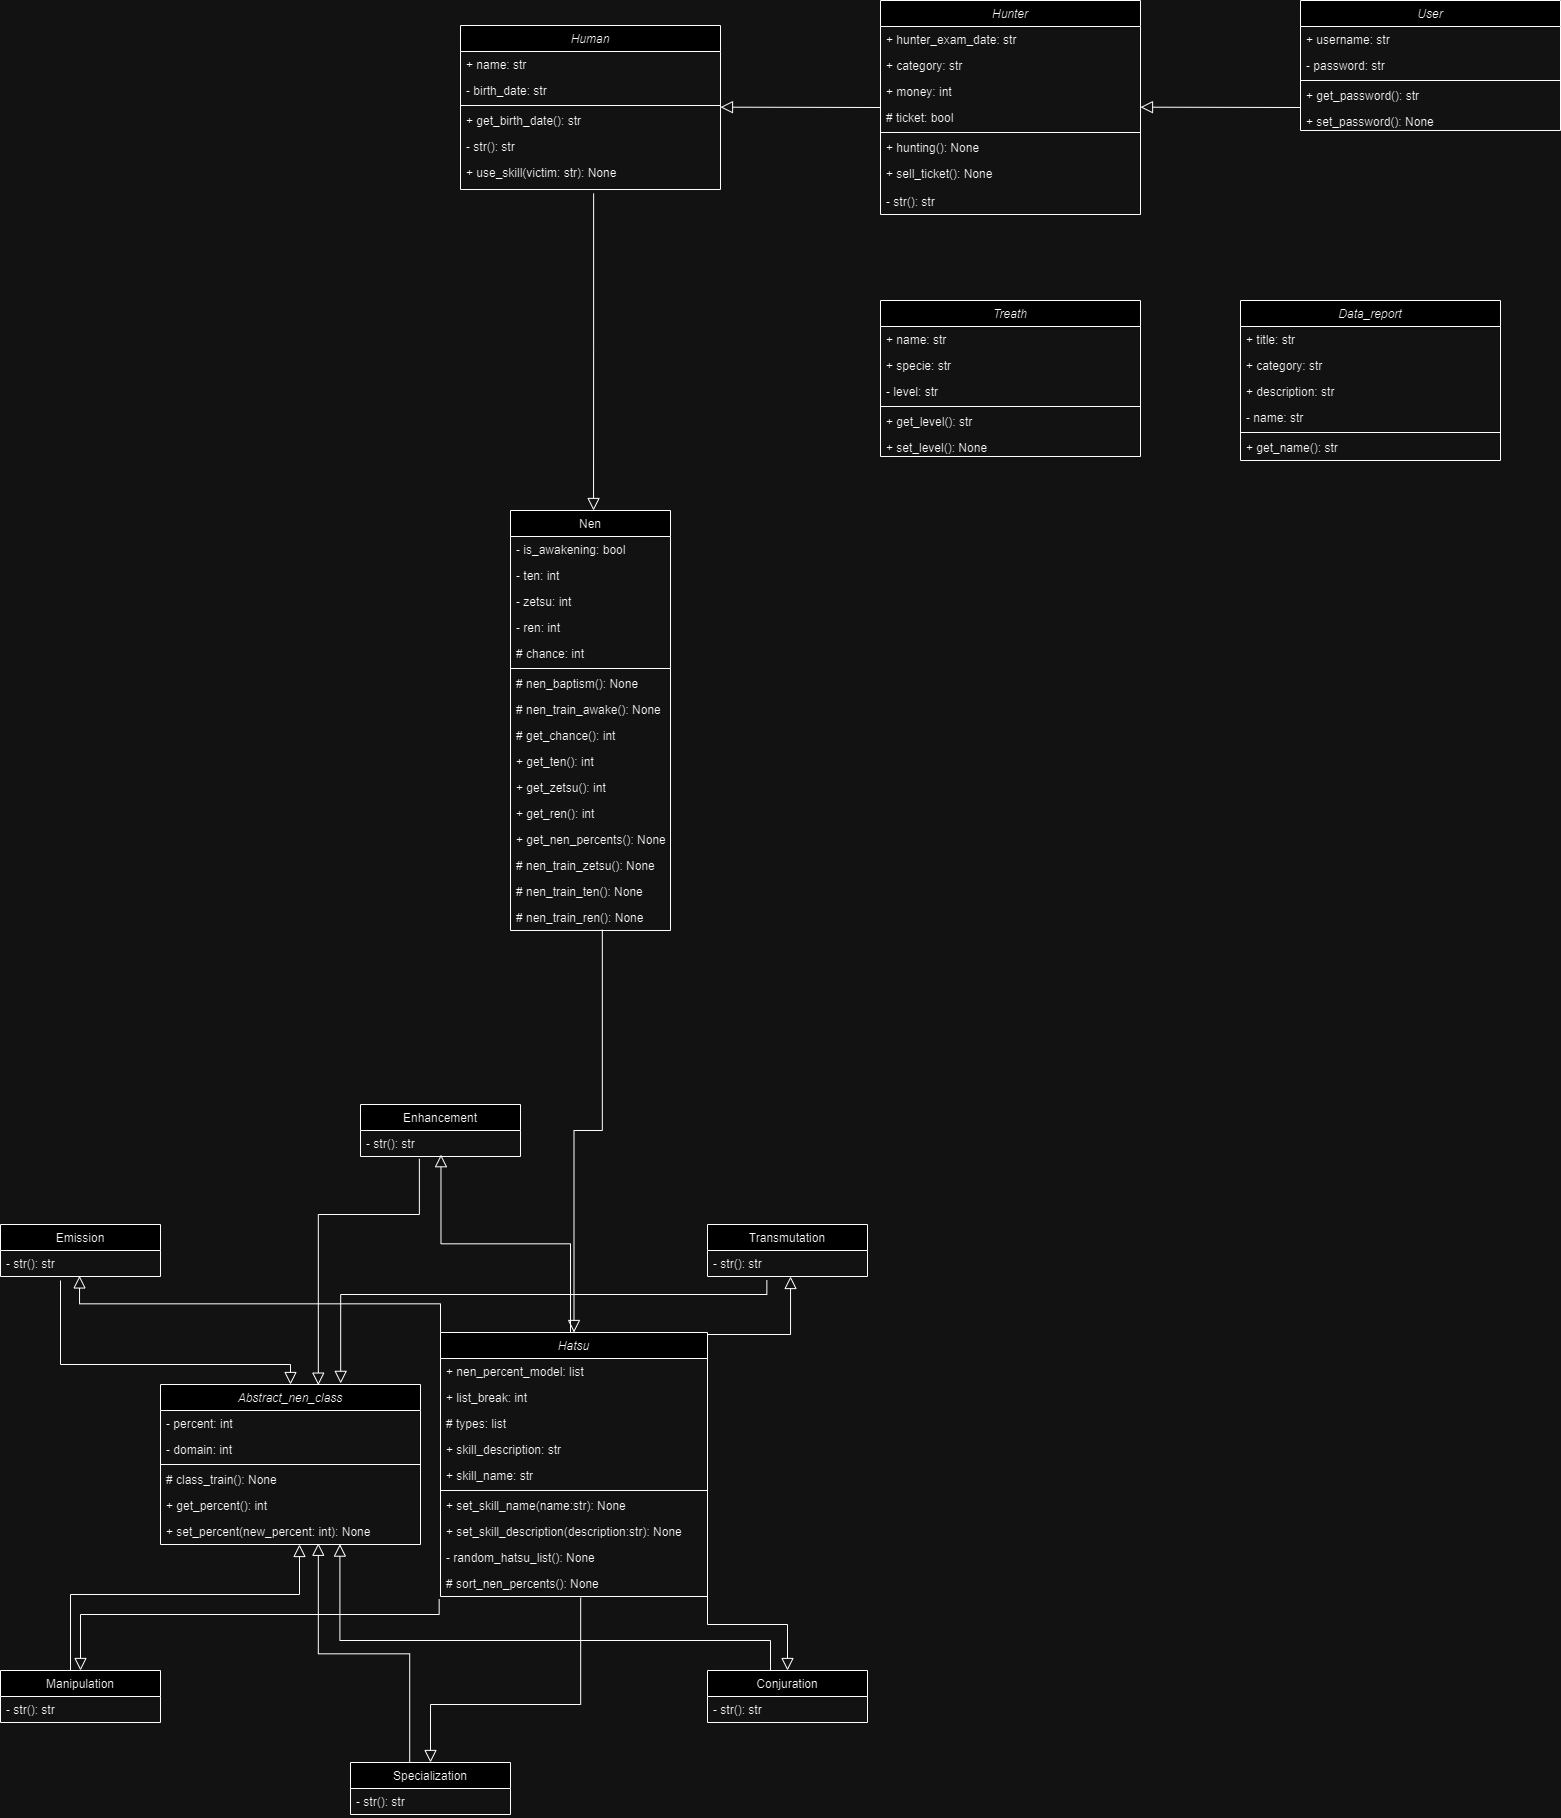 Human
+ name: str
- birth_date: str
+ get_birth_date(): str
- str(): str
+ use_skill(victim: str): None
Hunter
+ hunter_exam_date: str
+ category: str
+ money: int
# ticket: bool
+ hunting(): None
+ sell_ticket(): None
- str(): str
User
+ username: str
- password: str
+ get_password(): str
+ set_password(): None
Treath
+ name: str
+ specie: str
- level: str
+ get_level(): str
+ set_level(): None
Data_report
+ title: str
+ category: str
+ description: str
- name: str
+ get_name(): str
Nen
- is_awakening: bool
- ten: int
- zetsu: int
- ren: int
# chance: int
# nen_baptism(): None
# nen_train_awake(): None
# get_chance(): int
+ get_ten(): int
+ get_zetsu(): int
+ get_ren(): int
+ get_nen_percents(): None
# nen_train_zetsu(): None
# nen_train_ten(): None
# nen_train_ren(): None
Enhancement
- str(): str
Emission
- str(): str
Transmutation
- str(): str
Abstract_nen_class
- percent: int
- domain: int
# class_train(): None
+ get_percent(): int
+ set_percent(new_percent: int): None
Hatsu
+ nen_percent_model: list
+ list_break: int
# types: list
+ skill_description: str
+ skill_name: str
+ set_skill_name(name:str): None
+ set_skill_description(description:str): None
- random_hatsu_list(): None
# sort_nen_percents(): None
Manipulation
- str(): str
Conjuration
- str(): str
Specialization
- str(): str